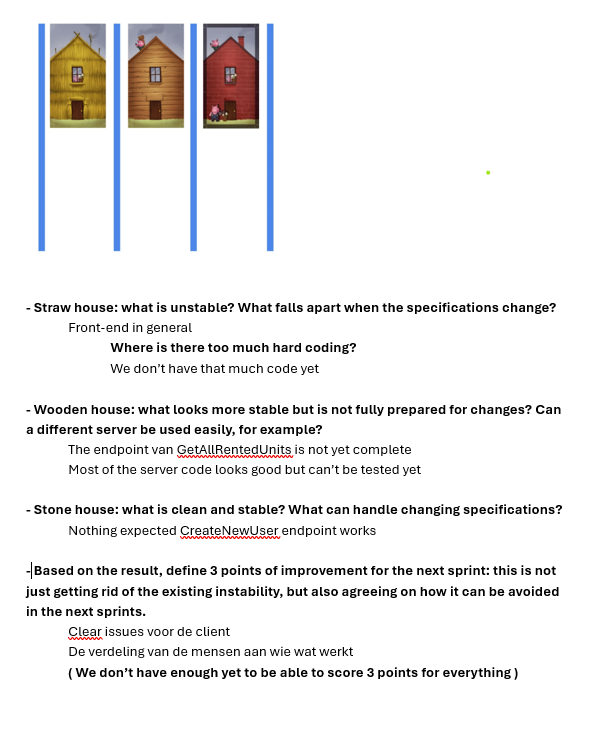 - Straw house: what is unstable? What falls apart when the specifications change?
Front-end in general
Where is there too much hard coding?
We don’t have that much code yet
- Wooden house: what looks more stable but is not fully prepared for changes? Can
a different server be used easily, for example?
The endpoint van GetAllRentedUnits is not yet complete
Most of the server code looks good but can’t be tested yet
- Stone house: what is clean and stable? What can handle changing specifications?
Nothing expected CreateNewUser endpoint works
- Based on the result, define 3 points of improvement for the next sprint: this is not
just getting rid of the existing instability, but also agreeing on how it can be avoided
in the next sprints.
Clear issues voor de client
De verdeling van de mensen aan wie wat werkt
( We don’t have enough yet to be able to score 3 points for everything )